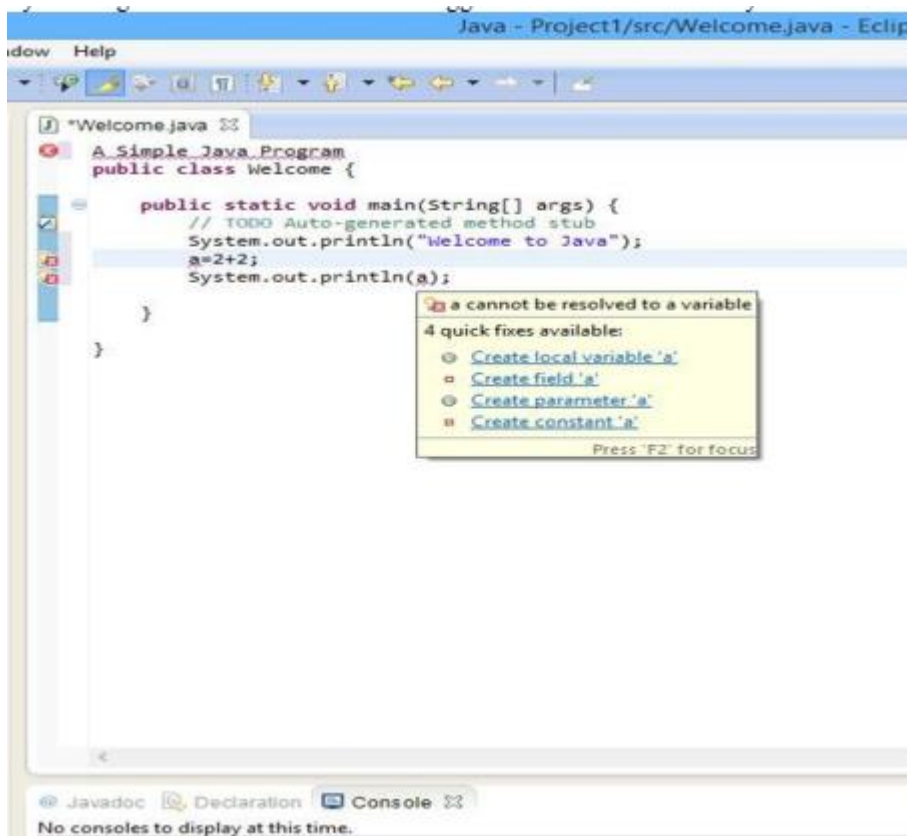 Java - Project1/src/Welcome.java - Eclip
dow Help
*Welcome.java
A Simple Java Program
public class Welcome {
public static void main(String[] args) {
// TODO Auto-generated method stub
System.out.println("Welcome to Java");
a=2+2;
System.out.println(a);
}
}
a cannot be resolved to a variable
4 quick fixes available:
Create local variable 'a'
Create field 'a'
Create parameter 'a'
Create constant 'a'
Press 'F2' for focus
@ Javadoc Declaration Console
No consoles to display at this time.